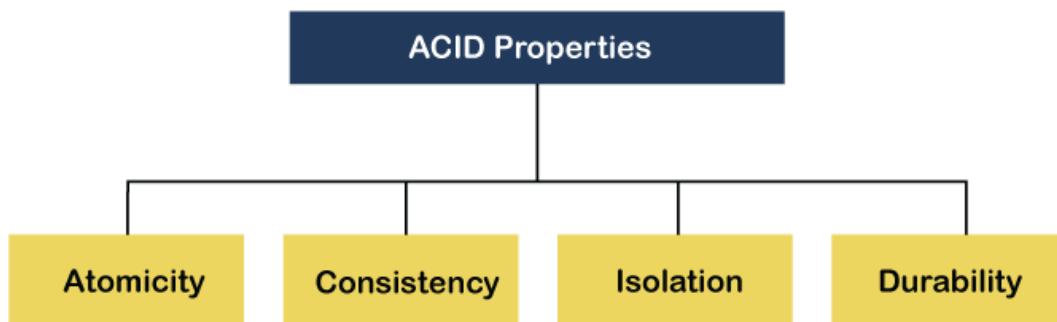 ACID Properties
Atomicity
Consistency
Isolation
Durability